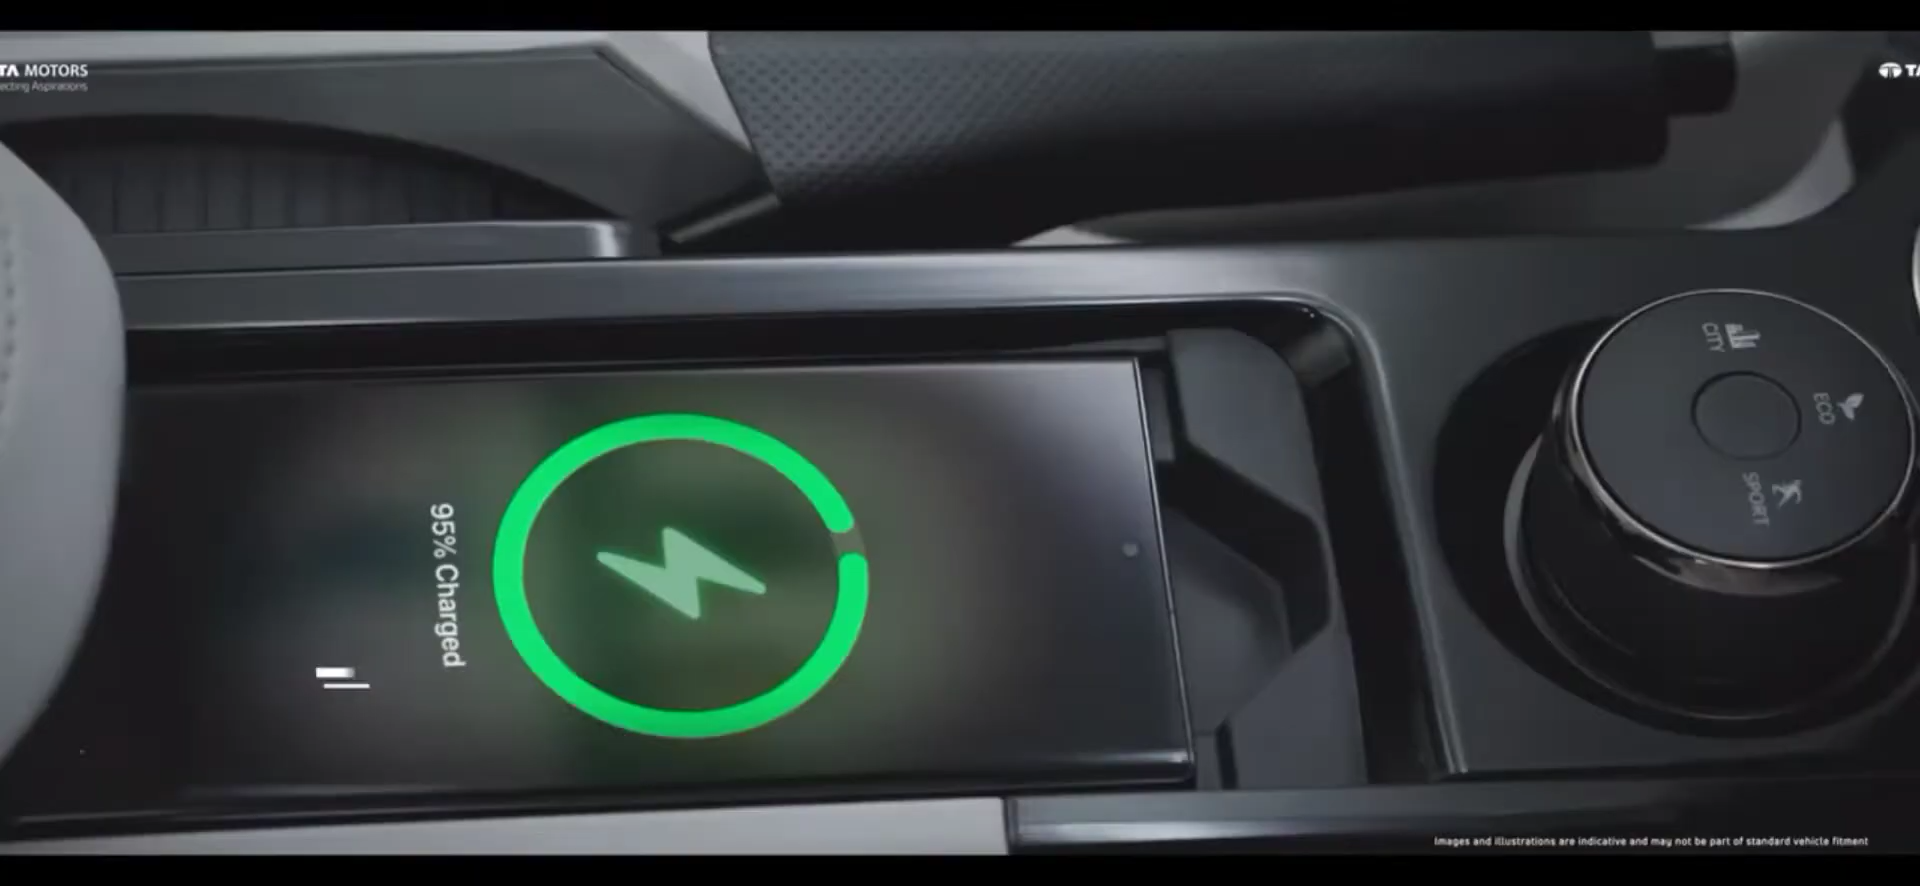 TA MOTORS
ecting Aspirations
TA
CITY
ECO
SPORT
95% Charged
Images and illustrations are indicative and may not be part of standard vehicle fitment